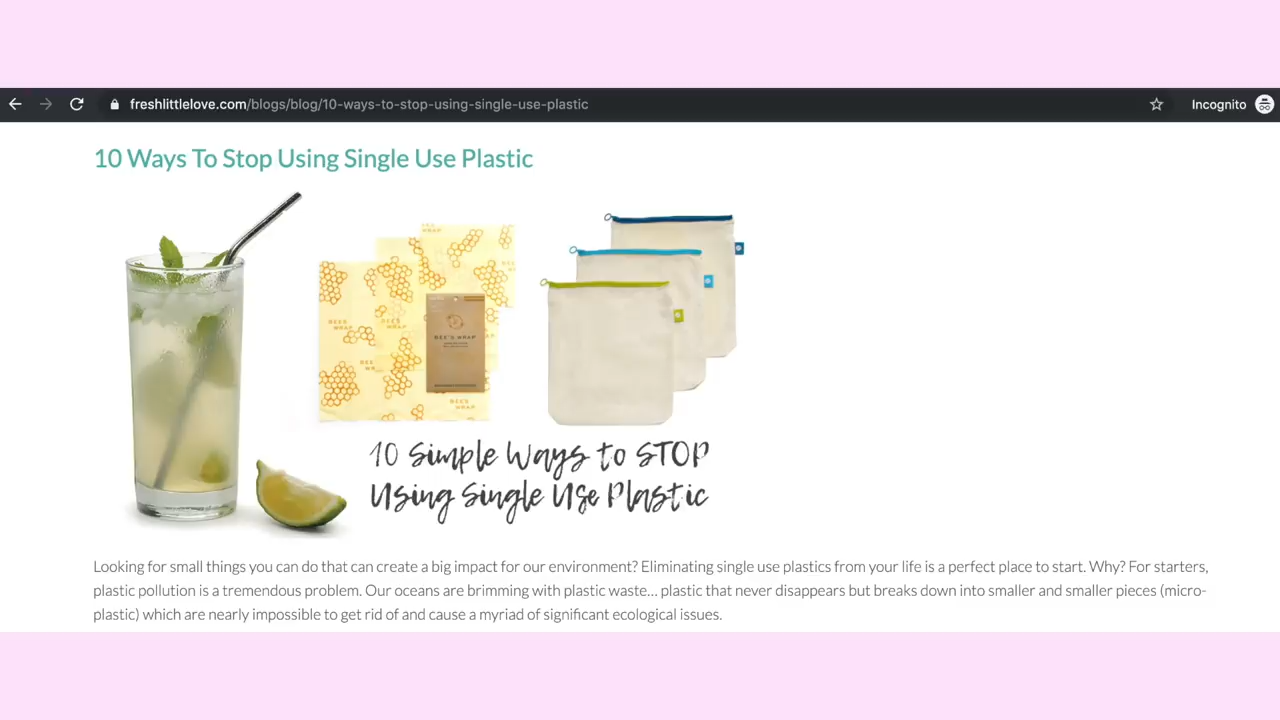 freshlittlelove.com/blogs/blog/10-ways-to-stop-using-single-use-plastic
Incognito
10 Ways To Stop Using Single Use Plastic
BEE'S WRAP
10 Simple Ways to STOP
Using Single Use Plastic
Looking for small things you can do that can create a big impact for our environment? Eliminating single use plastics from your life is a perfect place to start. Why? For starters,
plastic pollution is a tremendous problem. Our oceans are brimming with plastic waste... plastic that never disappears but breaks down into smaller and smaller pieces (micro-
plastic) which are nearly impossible to get rid of and cause a myriad of significant ecological issues.